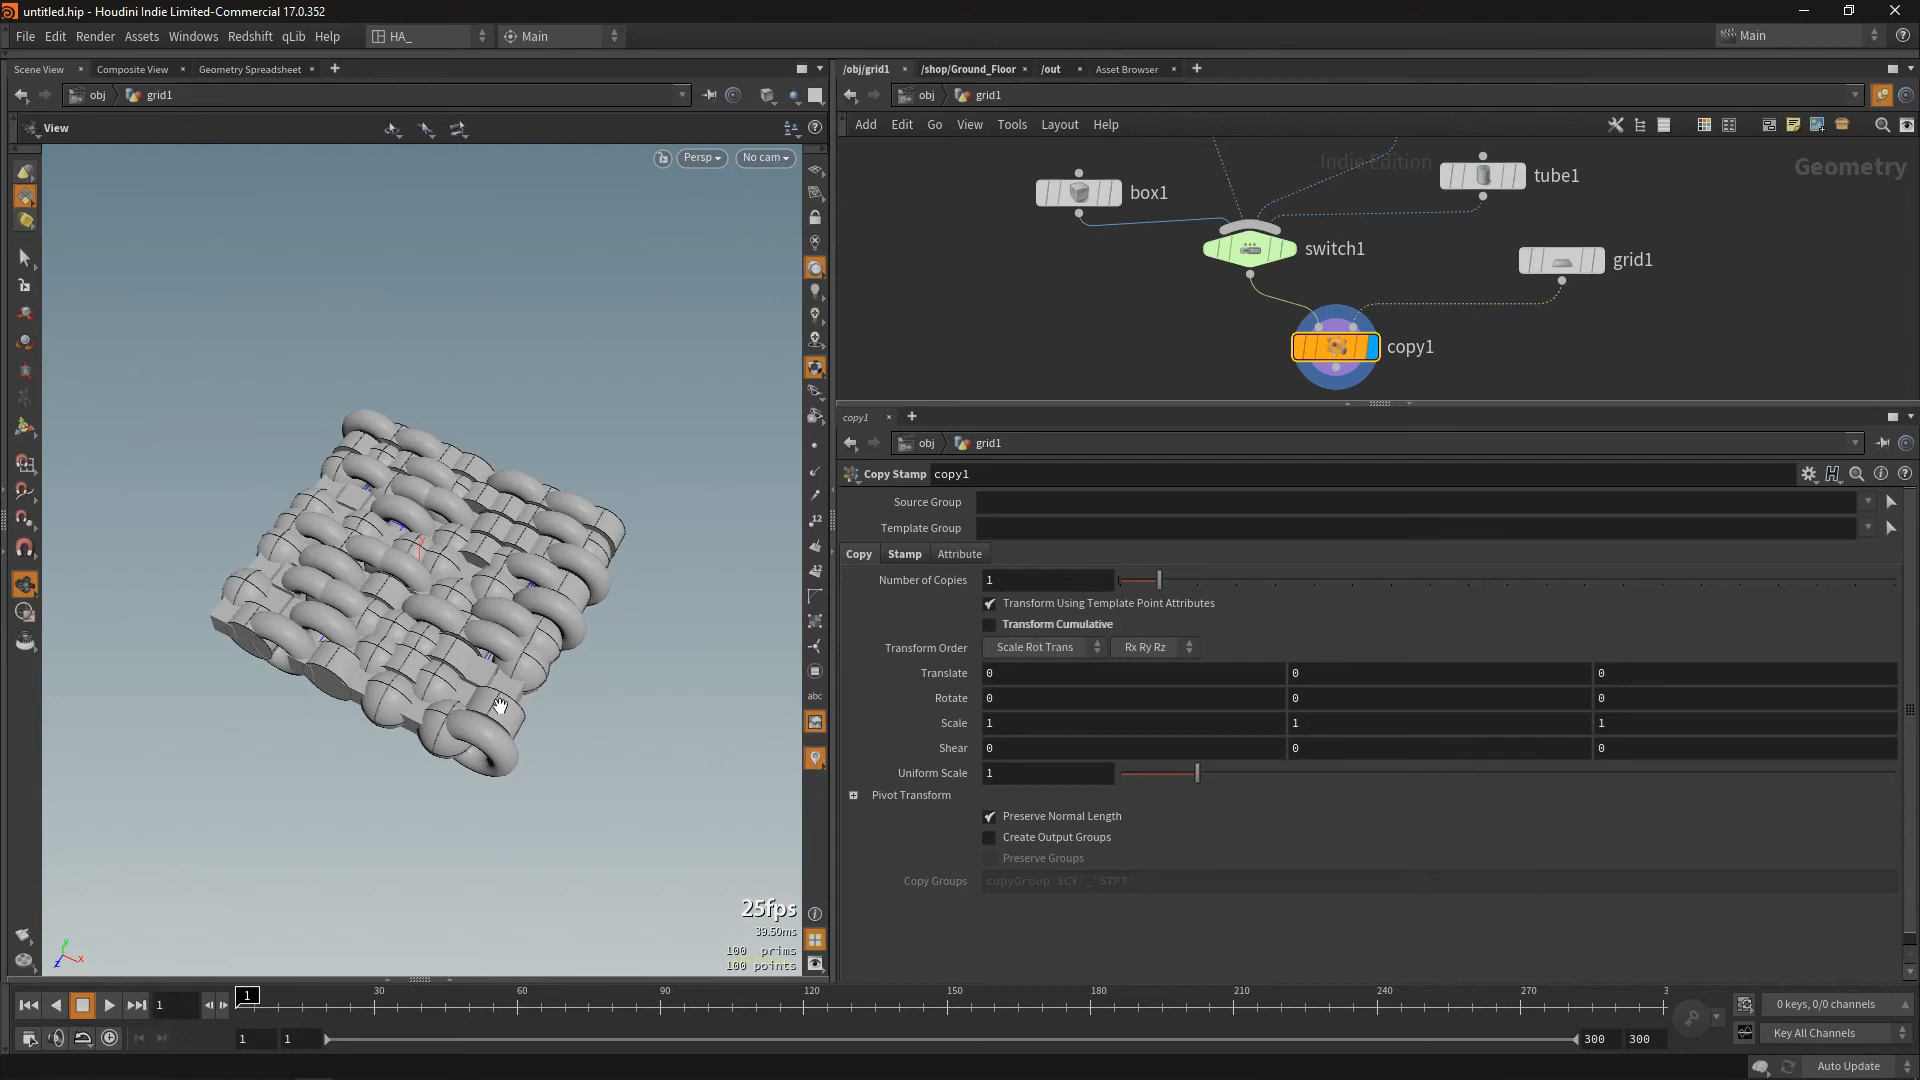 untitled.hip - Houdini Indie Limited-Commercial 17.0.352
File Edit Render Assets Windows Redshift qLib Help HA_ Main Main
Scene View Composite View Geometry Spreadsheet
obj grid1
View
Persp No cam
25fps
39.50ms
100 prims
100 points
/obj/grid1 /shop/Ground_Floor /out Asset Browser
obj grid1
Add Edit Go View Tools Layout Help
Indie Edition
Geometry
box1
tube1
switch1
grid1
copy1
copy1
obj grid1
Copy Stamp copy1
Source Group
Template Group
Copy Stamp Attribute
Number of Copies 1
Transform Using Template Point Attributes
Transform Cumulative
Transform Order Scale Rot Trans Rx Ry Rz
Translate 0 0 0
Rotate 0 0 0
Scale 1 1 1
Shear 0 0 0
Uniform Scale 1
Pivot Transform
Preserve Normal Length
Create Output Groups
Preserve Groups
Copy Groups copyGroup`$CY`_`$TPT`
12
12
abc
y
y
x
z
1 1 30 60 90 120 150 180 210 240 270 3
0 keys, 0/0 channels
1 1 300 300
Key All Channels
Auto Update